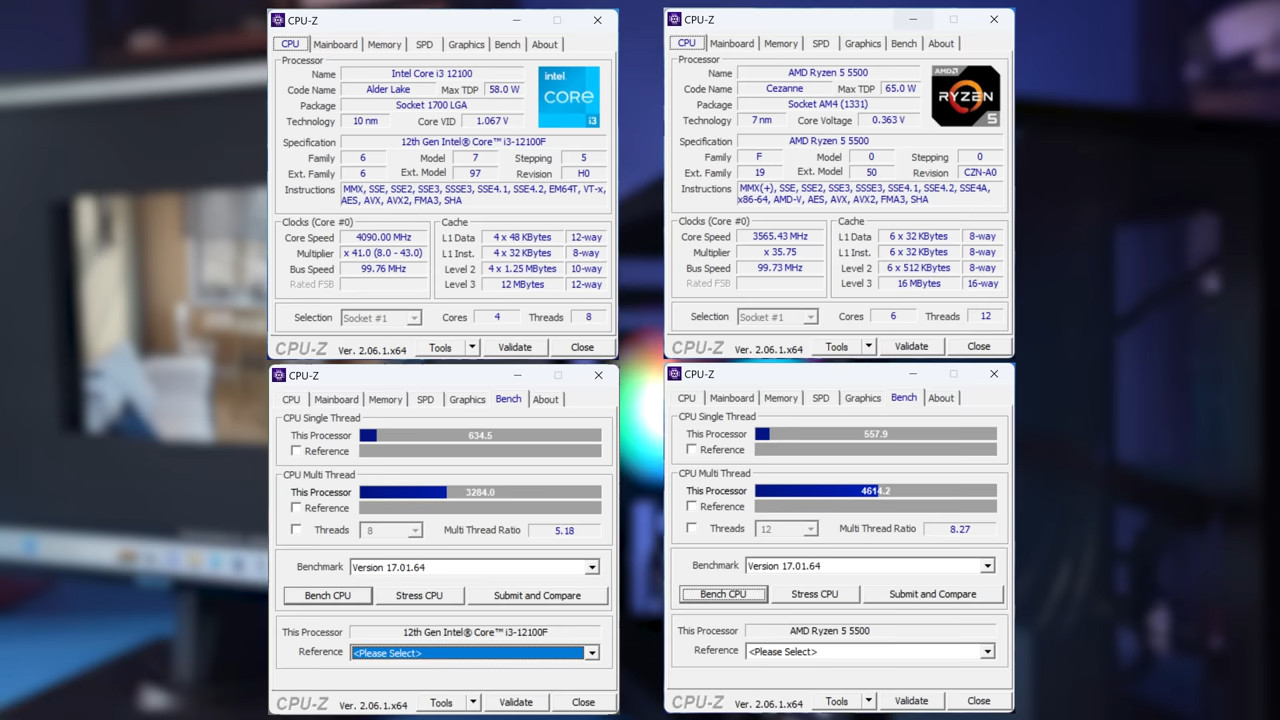 CPU-Z
CPU Mainboard Memory SPD Graphics Bench About
Processor
Name Intel Core i3 12100
Code Name Alder Lake Max TDP 58.0 W
Package Socket 1700 LGA
Technology 10 nm Core VID 1.067 V
intel
CORE
i3
Specification 12th Gen Intel® Core™ i3-12100F
Family 6 Model 7 Stepping 5
Ext. Family 6 Ext. Model 97 Revision H0
Instructions MMX, SSE, SSE2, SSE3, SSSE3, SSE4.1, SSE4.2, EM64T, VT-x,
AES, AVX, AVX2, FMA3, SHA
Clocks (Core #0) Cache
Core Speed 4090.00 MHz L1 Data 4 x 48 KBytes 12-way
Multiplier x 41.0 (8.0 - 43.0) L1 Inst. 4 x 32 KBytes 8-way
Bus Speed 99.76 MHz Level 2 4 x 1.25 MBytes 10-way
Rated FSB Level 3 12 MBytes 12-way
Selection Socket #1 Cores 4 Threads 8
CPU-Z Ver. 2.06.1.x64 Tools Validate Close
CPU-Z
CPU Mainboard Memory SPD Graphics Bench About
Processor
Name AMD Ryzen 5 5500
Code Name Cezanne Max TDP 65.0 W
Package Socket AM4 (1331)
Technology 7 nm Core Voltage 0.363 V
AMD
RYZEN
5
Specification AMD Ryzen 5 5500
Family F Model 0 Stepping 0
Ext. Family 19 Ext. Model 50 Revision CZN-A0
Instructions MMX(+), SSE, SSE2, SSE3, SSSE3, SSE4.1, SSE4.2, SSE4A,
x86-64, AMD-V, AES, AVX, AVX2, FMA3, SHA
Clocks (Core #0) Cache
Core Speed 3565.43 MHz L1 Data 6 x 32 KBytes 8-way
Multiplier x 35.75 L1 Inst. 6 x 32 KBytes 8-way
Bus Speed 99.73 MHz Level 2 6 x 512 KBytes 8-way
Rated FSB Level 3 16 MBytes 16-way
Selection Socket #1 Cores 6 Threads 12
CPU-Z Ver. 2.06.1.x64 Tools Validate Close
CPU-Z
CPU Mainboard Memory SPD Graphics Bench About
CPU Single Thread
This Processor 634.5
Reference
CPU Multi Thread
This Processor 3284.0
Reference
Threads 8 Multi Thread Ratio 5.18
Benchmark Version 17.01.64
Bench CPU Stress CPU Submit and Compare
This Processor 12th Gen Intel® Core™ i3-12100F
Reference <Please Select>
CPU-Z Ver. 2.06.1.x64 Tools Validate Close
CPU-Z
CPU Mainboard Memory SPD Graphics Bench About
CPU Single Thread
This Processor 557.9
Reference
CPU Multi Thread
This Processor 4614.2
Reference
Threads 12 Multi Thread Ratio 8.27
Benchmark Version 17.01.64
Bench CPU Stress CPU Submit and Compare
This Processor AMD Ryzen 5 5500
Reference <Please Select>
CPU-Z Ver. 2.06.1.x64 Tools Validate Close